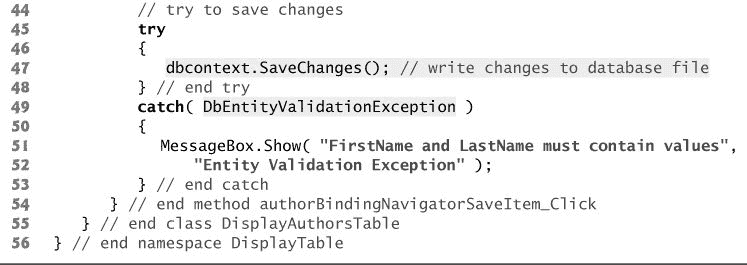 44 // try to save changes
45 try
46 {
47 dbcontext.SaveChanges(); // write changes to database file
48 } // end try
49 catch( DbEntityValidationException )
50 {
51 MessageBox.Show( "FirstName and LastName must contain values",
52 "Entity Validation Exception" );
53 } // end catch
54 } // end method authorBindingNavigatorSaveItem_Click
55 } // end class DisplayAuthorsTable
56 } // end namespace DisplayTable